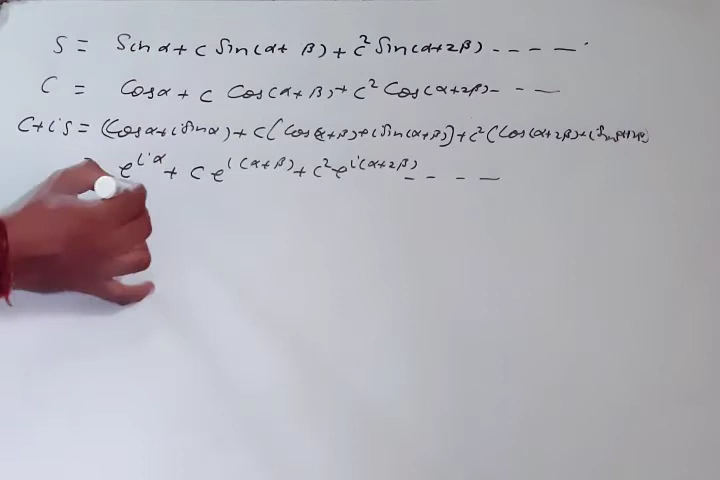 S = Sin α + c Sin(α + β) + c² Sin(α+2β) - - - -
C = Cos α + c Cos(α+β) + c² Cos(α+2β) - - -
C+iS = (Cos α + i Sin α) + c(Cos(α+β) + i Sin(α+β)) + c² (Cos(α+2β) + i Sin(α+2β))
e^{iα} + c e^{i(α+β)} + c² e^{i(α+2β)} - - - -